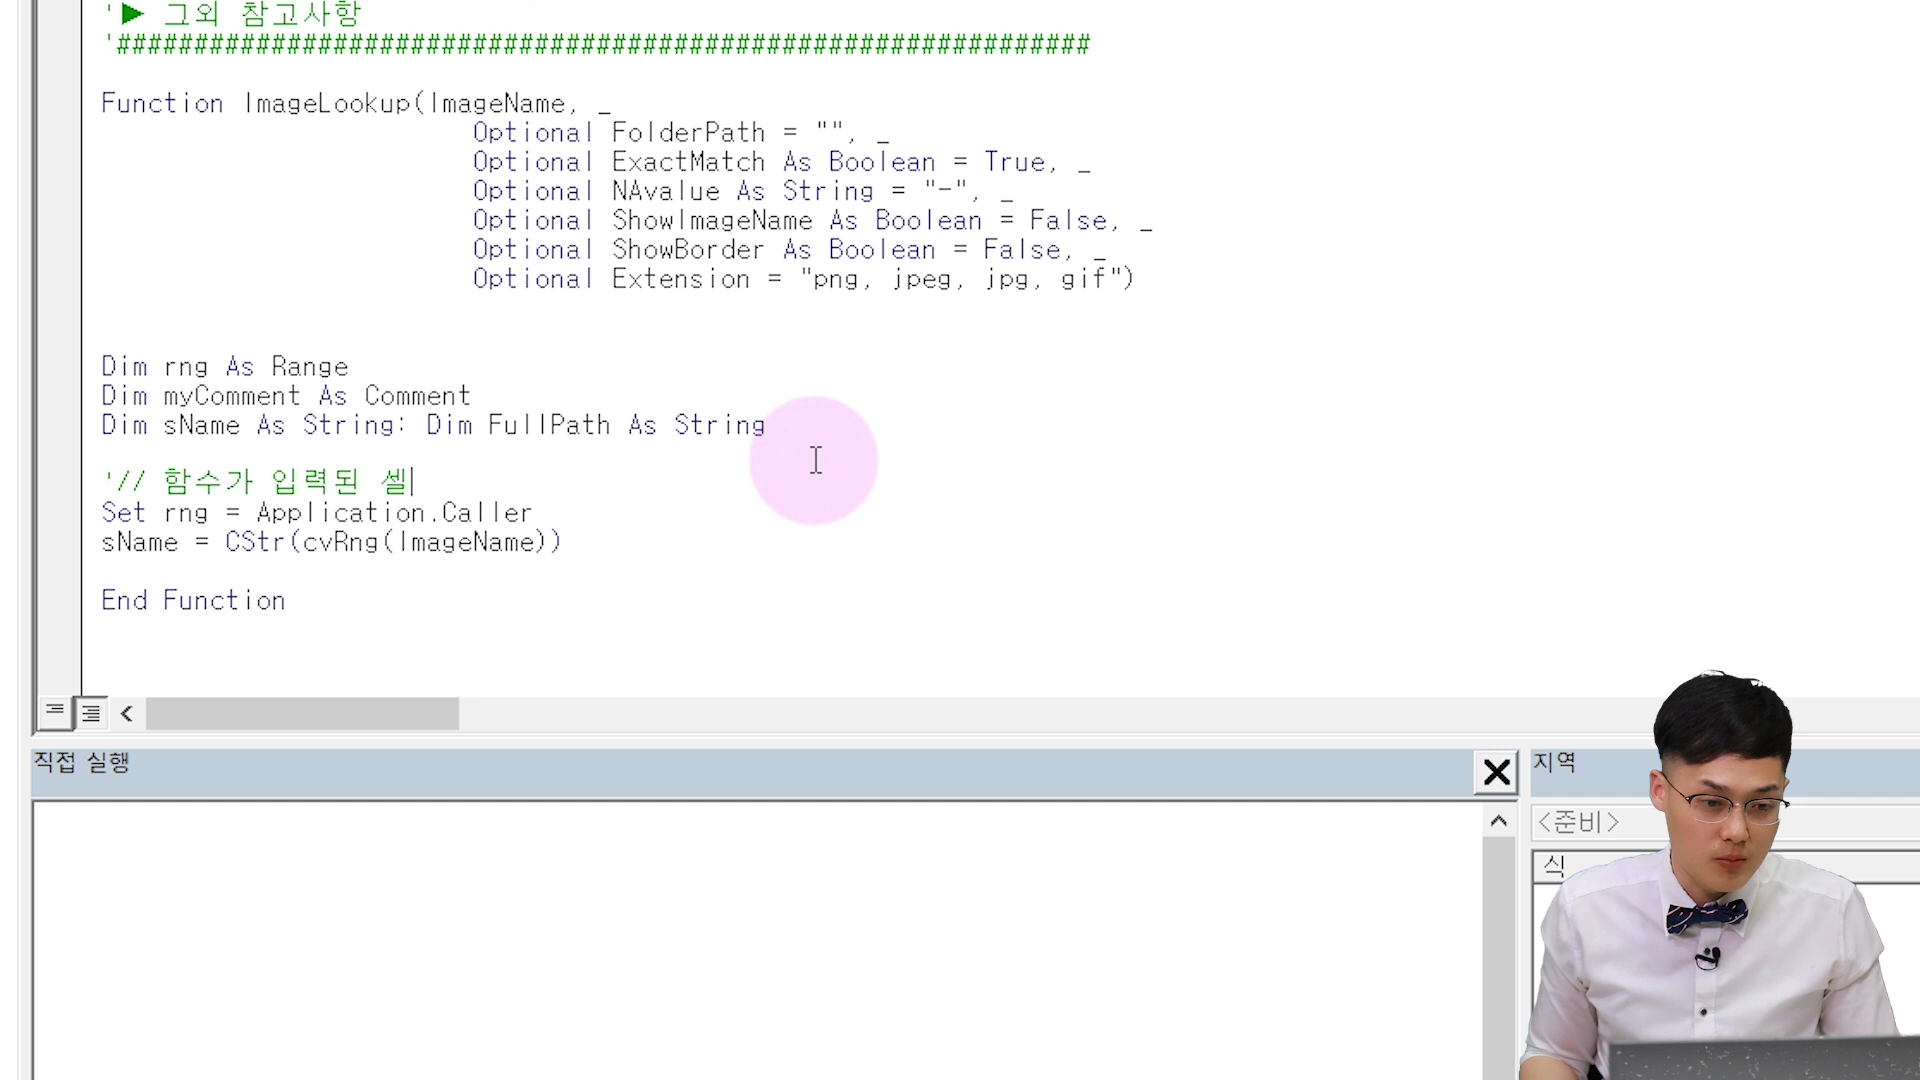 '▶ 그외 참고사항
'###############################################################
Function ImageLookup(ImageName, _
Optional FolderPath = "", _
Optional ExactMatch As Boolean = True, _
Optional NAvalue As String = "-", _
Optional ShowImageName As Boolean = False, _
Optional ShowBorder As Boolean = False, _
Optional Extension = "png, jpeg, jpg, gif")
Dim rng As Range
Dim myComment As Comment
Dim sName As String: Dim FullPath As String
'// 함수가 입력된 셀
Set rng = Application.Caller
sName = CStr(cvRng(ImageName))
End Function
직접 실행
지역
<준비>
식